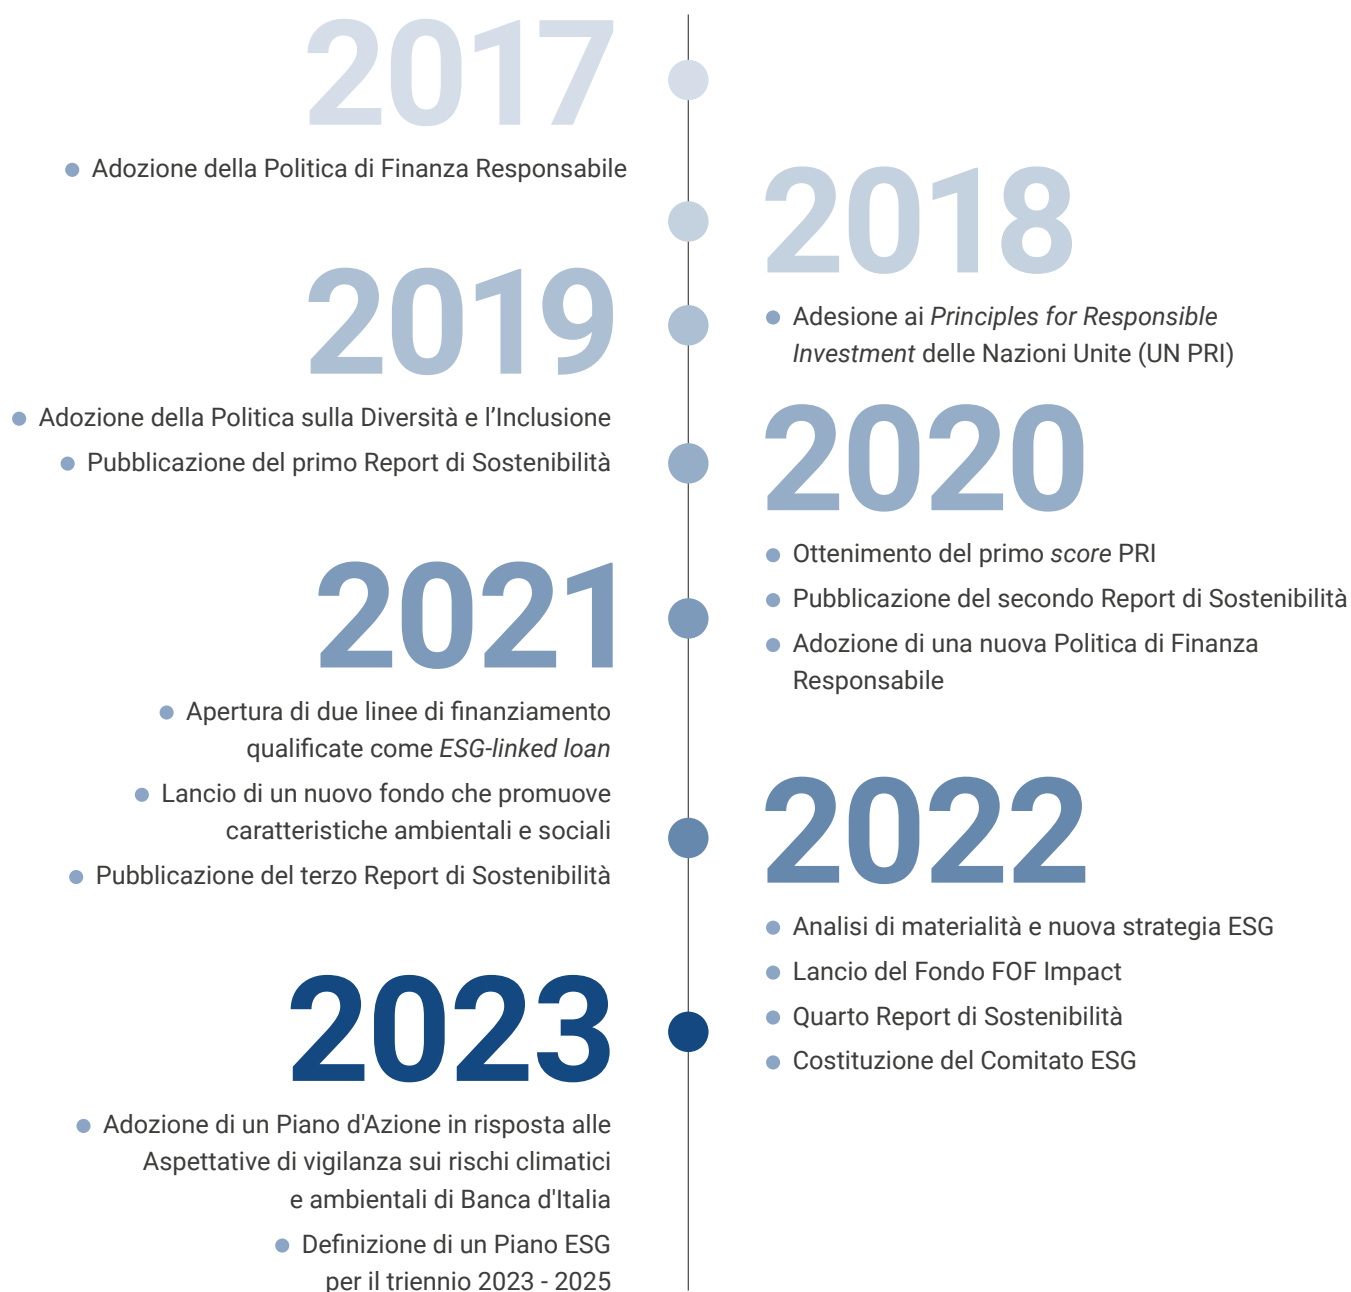 2017
Adozione della Politica di Finanza Responsabile
2018
Adesione ai Principles for Responsible
Investment delle Nazioni Unite (UN PRI)
2019
Adozione della Politica sulla Diversità e l’Inclusione
Pubblicazione del primo Report di Sostenibilità
2020
Ottenimento del primo score PRI
Pubblicazione del secondo Report di Sostenibilità
Adozione di una nuova Politica di Finanza
Responsabile
2021
Apertura di due linee di finanziamento
qualificate come ESG-linked loan
Lancio di un nuovo fondo che promuove
caratteristiche ambientali e sociali
Pubblicazione del terzo Report di Sostenibilità
2022
Analisi di materialità e nuova strategia ESG
Lancio del Fondo FOF Impact
Quarto Report di Sostenibilità
Costituzione del Comitato ESG
2023
Adozione di un Piano d'Azione in risposta alle
Aspettative di vigilanza sui rischi climatici
e ambientali di Banca d'Italia
Definizione di un Piano ESG
per il triennio 2023 - 2025